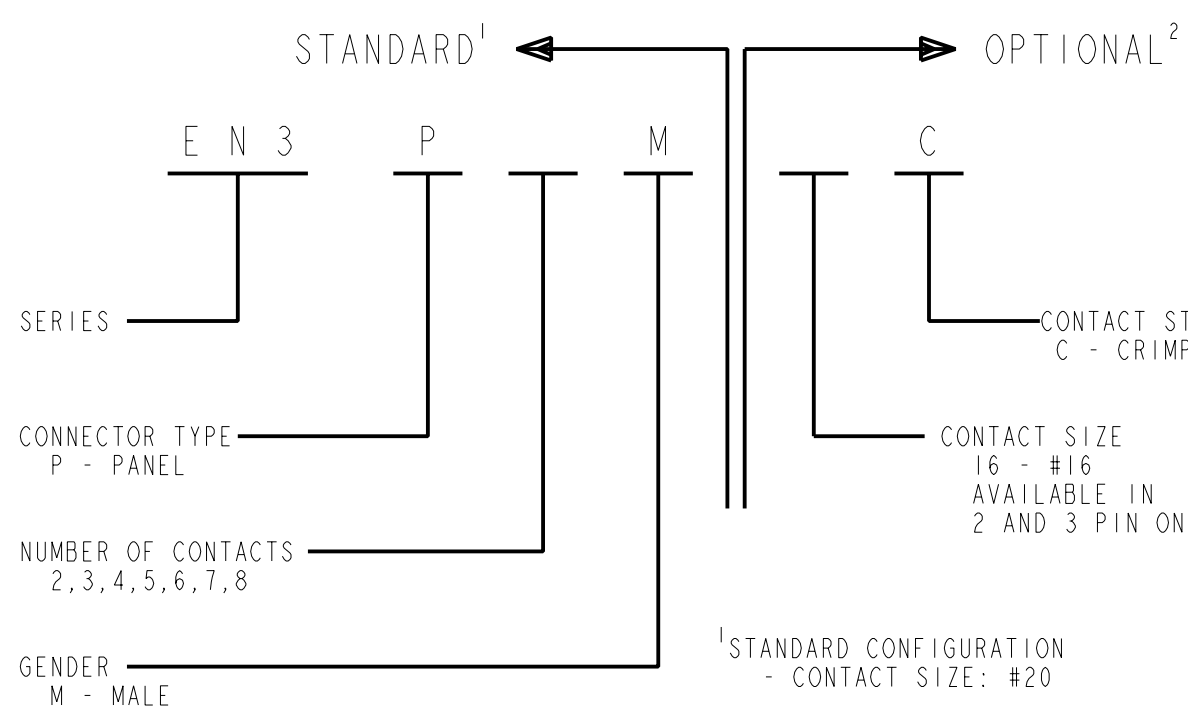 STANDARD¹
OPTIONAL²
EN3 P M C
SERIES
CONTACT ST
C - CRIMP
CONNECTOR TYPE
P - PANEL
CONTACT SIZE
16 - #16
AVAILABLE IN
2 AND 3 PIN ON
NUMBER OF CONTACTS
2,3,4,5,6,7,8
GENDER
M - MALE
¹STANDARD CONFIGURATION
- CONTACT SIZE: #20